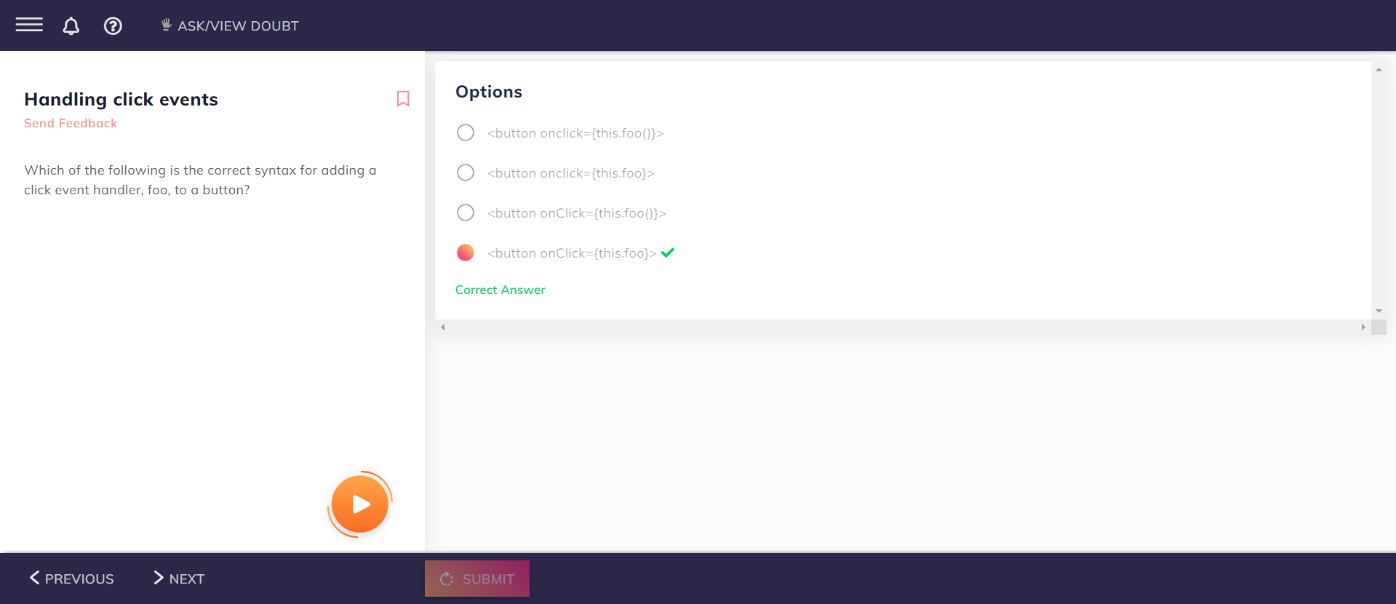 ASK/VIEW DOUBT
Handling click events
Send Feedback
Which of the following is the correct syntax for adding a
click event handler, foo, to a button?
Options
<button onclick={this.foo()}>
<button onclick={this.foo}>
<button onClick={this.foo()}>
<button onClick={this.foo}>
Correct Answer
PREVIOUS
NEXT
SUBMIT